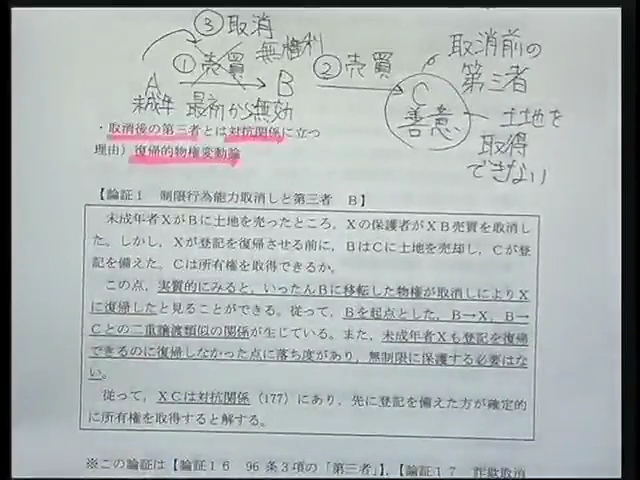 ③取消
無権利
①売買
A
B
②売買
C
善意
取消前の
第三者
土地を
取得
できない
未成年 最初から無効
・取消後の第三者とは対抗関係に立つ
理由）復帰的物権変動論
【論証1 制限行為能力取消しと第三者 B】
未成年者XがBに土地を売ったところ，Xの保護者がXB売買を取消し
た。しかし，Xが登記を復帰させる前に，BはCに土地を売却し，Cが登
記を備えた。Cは所有権を取得できるか。
この点，実質的にみると，いったんBに移転した物権が取消しによりX
に復帰したと見ることができる。従って，Bを起点とした，B→X，B→
Cとの二重譲渡類似の関係が生じている。また，未成年者Xも登記を復帰
できるのに復帰しなかった点に落ち度があり，無制限に保護する必要はな
い。
従って，XCは対抗関係（177）にあり，先に登記を備えた方が確定的
に所有権を取得すると解する。
※この論証は【論証16 96条3項の「第三者」】，【論証17 詐欺取消